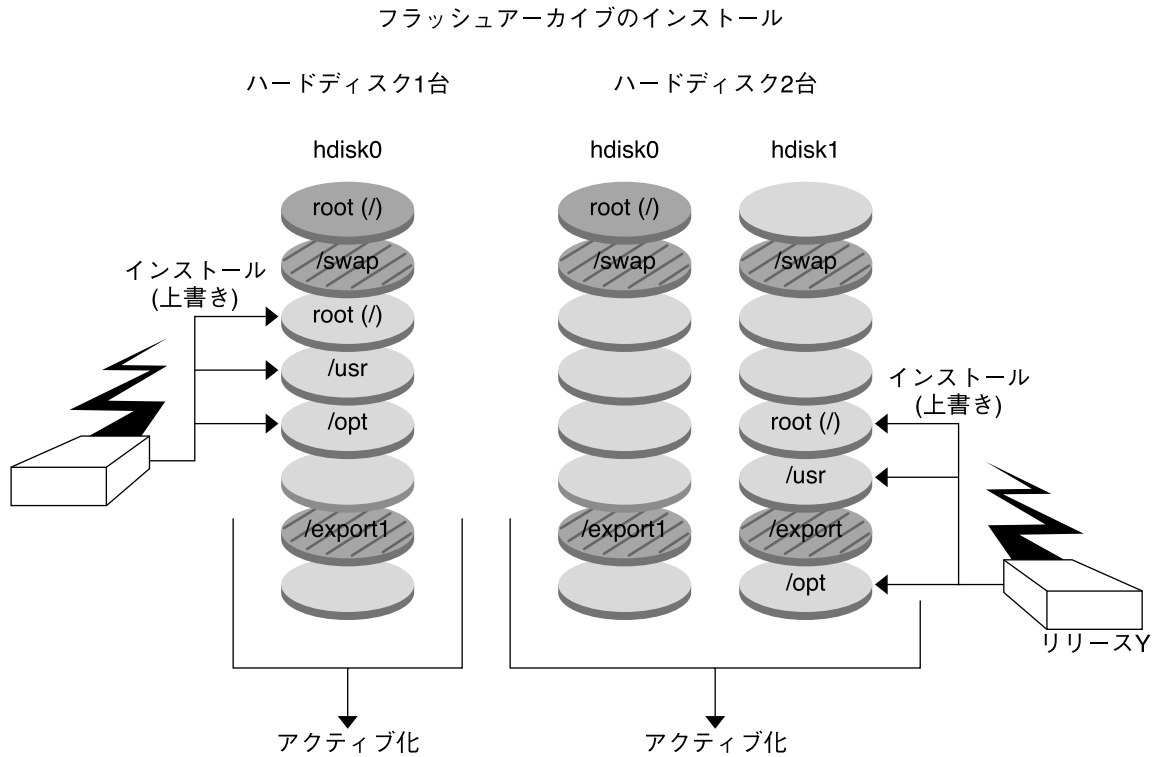 フラッシュアーカイブのインストール
ハードディスク1台
ハードディスク2台
hdisk0
hdisk0
hdisk1
root (/)
/swap
root (/)
/usr
/opt
/export1
インストール
(上書き)
root (/)
/swap
/export1
/swap
root (/)
/usr
/export
/opt
インストール
(上書き)
リリースY
アクティブ化
アクティブ化